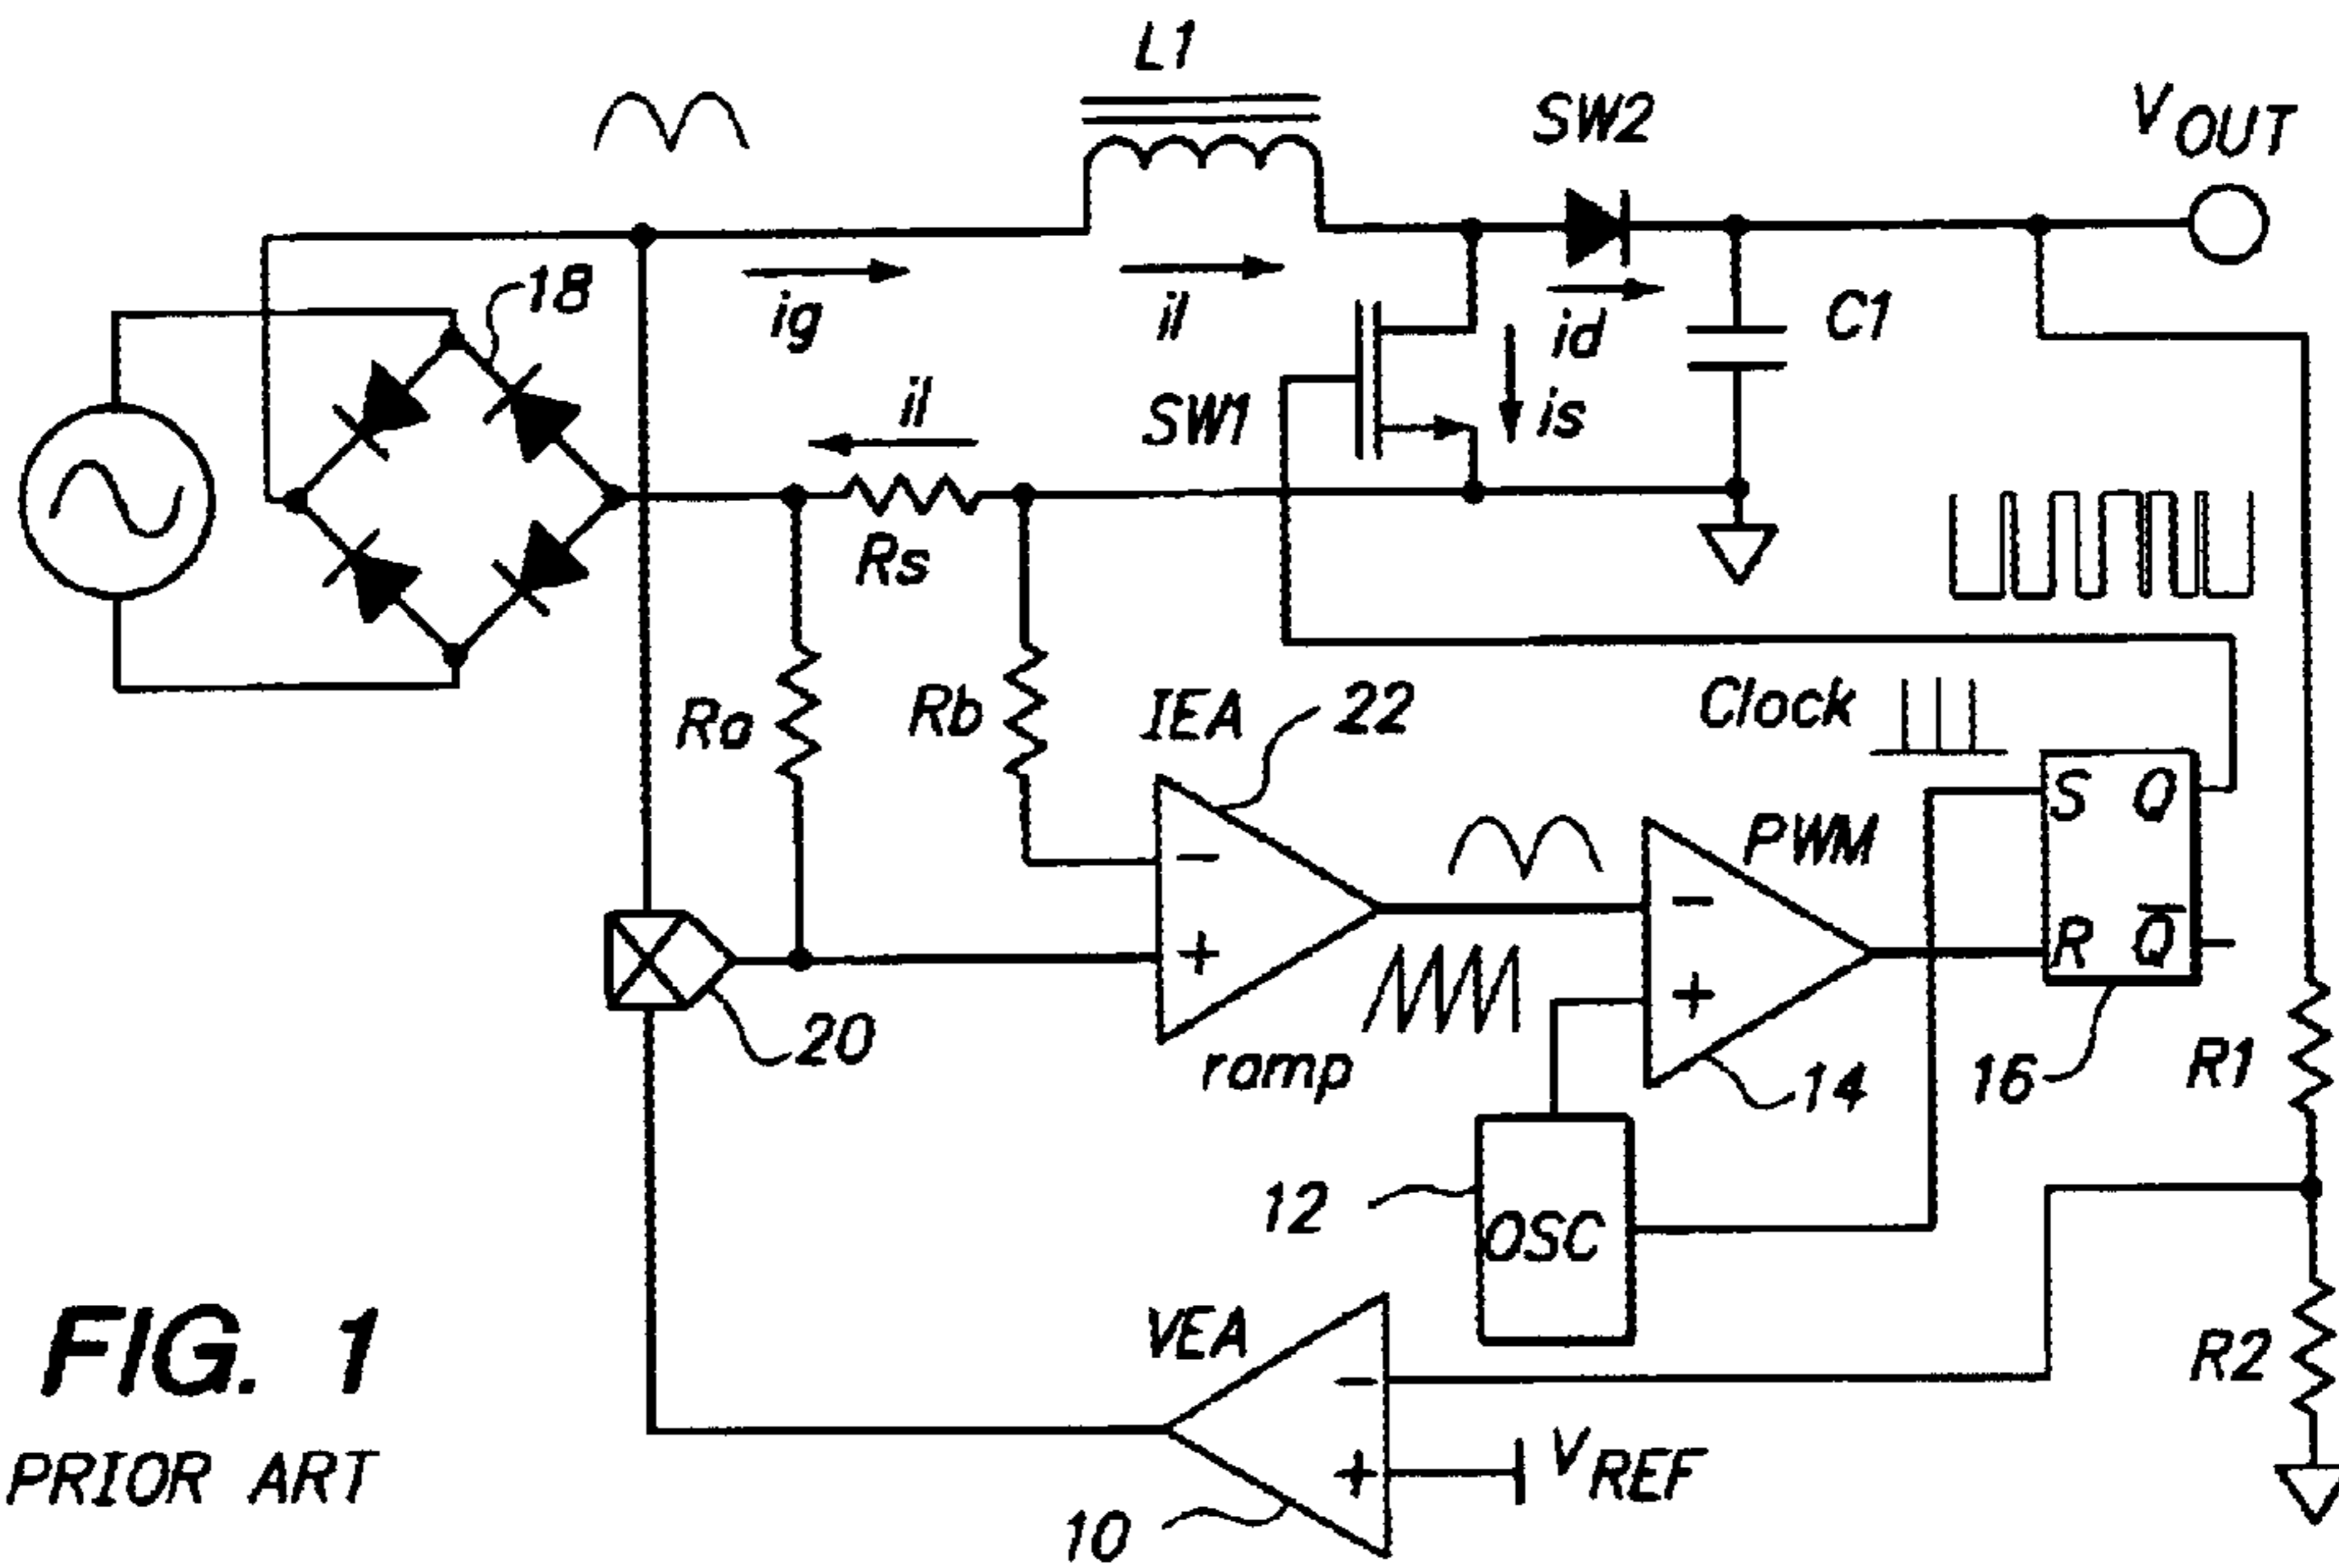 L1
SW2
VOUT
18
ig
il
id
C1
il
SW1
is
Rs
Ra
Rb
IEA
22
Clock
PWM
S Q
R Q̅
20
ramp
14
16
R1
12
OSC
VEA
R2
VREF
10
FIG. 1
PRIOR ART